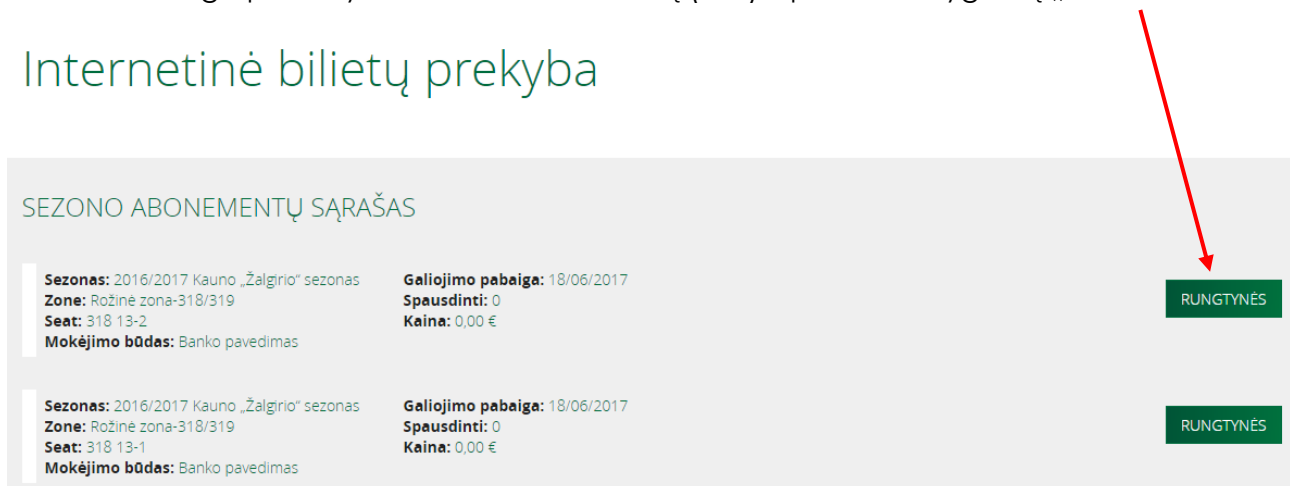 Internetinė bilietų prekyba
SEZONO ABONEMENTŲ SĄRAŠAS
Sezonas: 2016/2017 Kauno „Žalgirio“ sezonas
Zone: Rožinė zona-318/319
Seat: 318 13-2
Mokėjimo būdas: Banko pavedimas
Galiojimo pabaiga: 18/06/2017
Spausdinti: 0
Kaina: 0,00 €
RUNGTYNĖS
Sezonas: 2016/2017 Kauno „Žalgirio“ sezonas
Zone: Rožinė zona-318/319
Seat: 318 13-1
Mokėjimo būdas: Banko pavedimas
Galiojimo pabaiga: 18/06/2017
Spausdinti: 0
Kaina: 0,00 €
RUNGTYNĖS